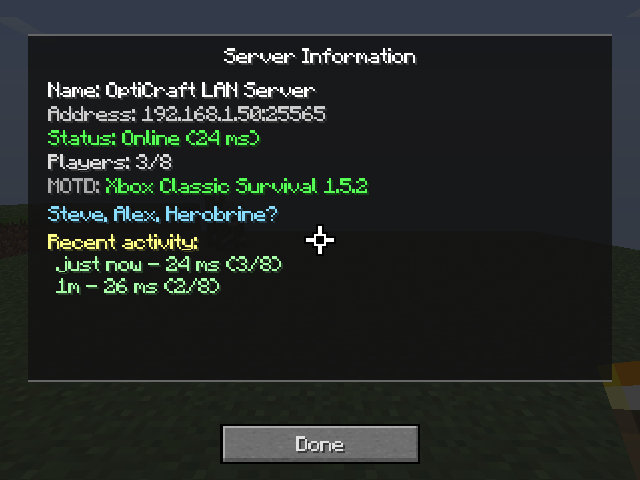 Server Information
Name: OptiCraft LAN Server
Address: 192.168.1.50:25565
Status: Online (24 ms)
Players: 3/8
MOTD: Xbox Classic Survival 1.5.2
Steve, Alex, Herobrine?
Recent activity:
just now - 24 ms (3/8)
1m - 26 ms (2/8)
Done